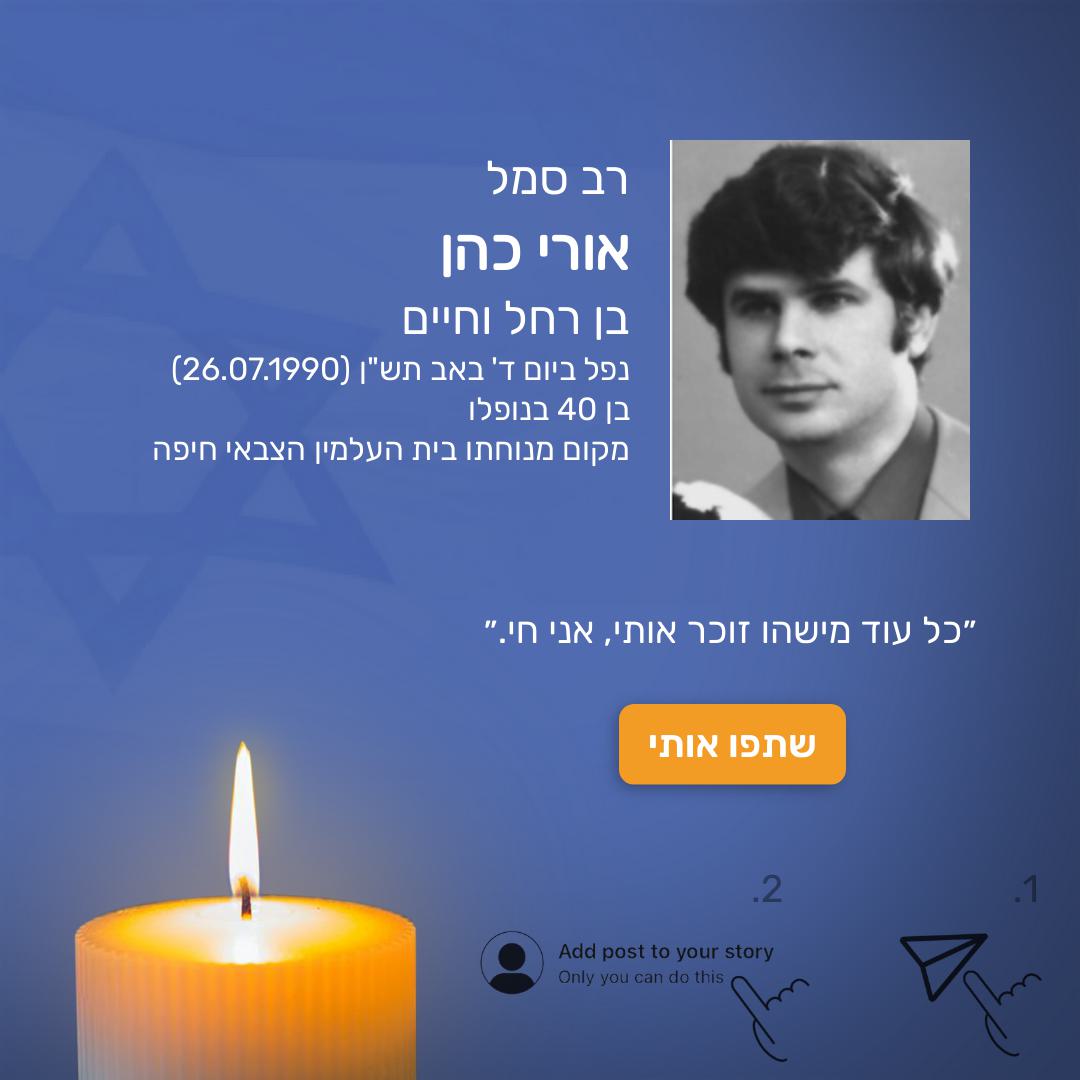 רב סמל
אורי כהן
בן רחל וחיים
נפל ביום ד' באב תש"ן (26.07.1990)
בן 40 בנופלו
מקום מנוחתו בית העלמין הצבאי חיפה
״כל עוד מישהו זוכר אותי, אני חי.״
שתפו אותי
1.
2.
Add post to your story
Only you can do this